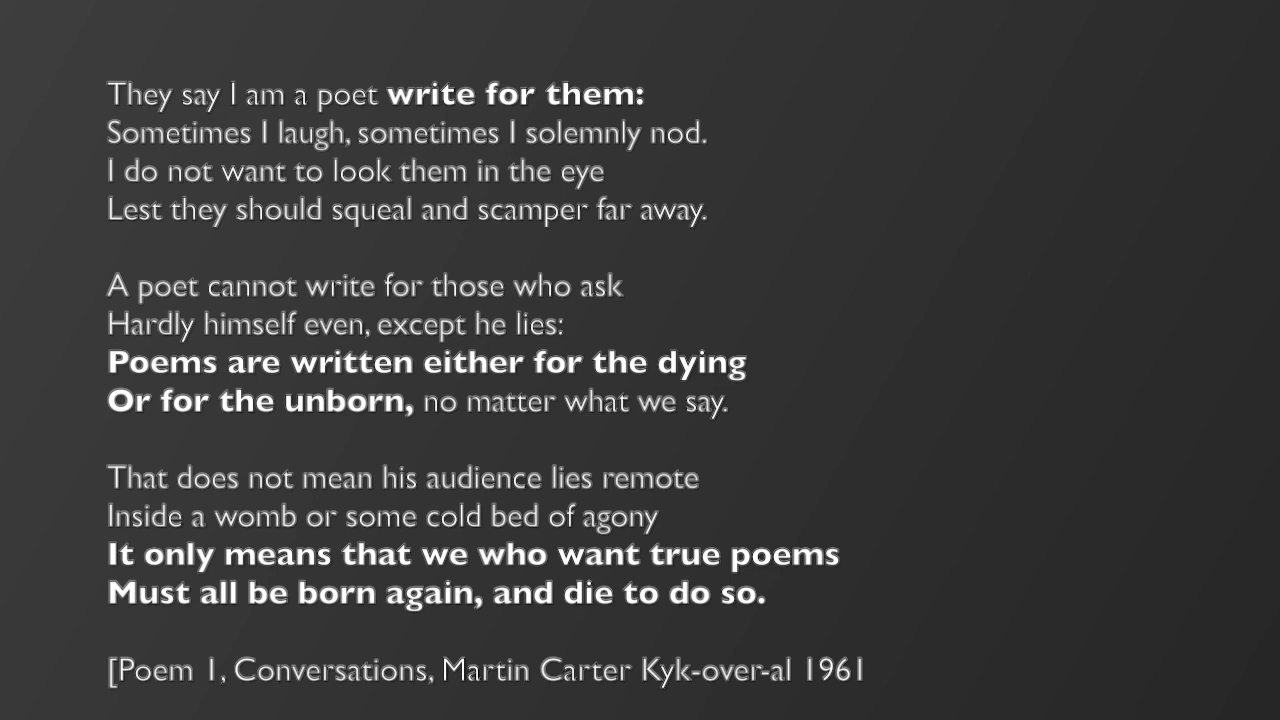 They say I am a poet write for them:
Sometimes I laugh, sometimes I solemnly nod.
I do not want to look them in the eye
Lest they should squeal and scamper far away.
A poet cannot write for those who ask
Hardly himself even, except he lies:
Poems are written either for the dying
Or for the unborn, no matter what we say.
That does not mean his audience lies remote
Inside a womb or some cold bed of agony
It only means that we who want true poems
Must all be born again, and die to do so.
[Poem 1, Conversations, Martin Carter Kyk-over-al 1961